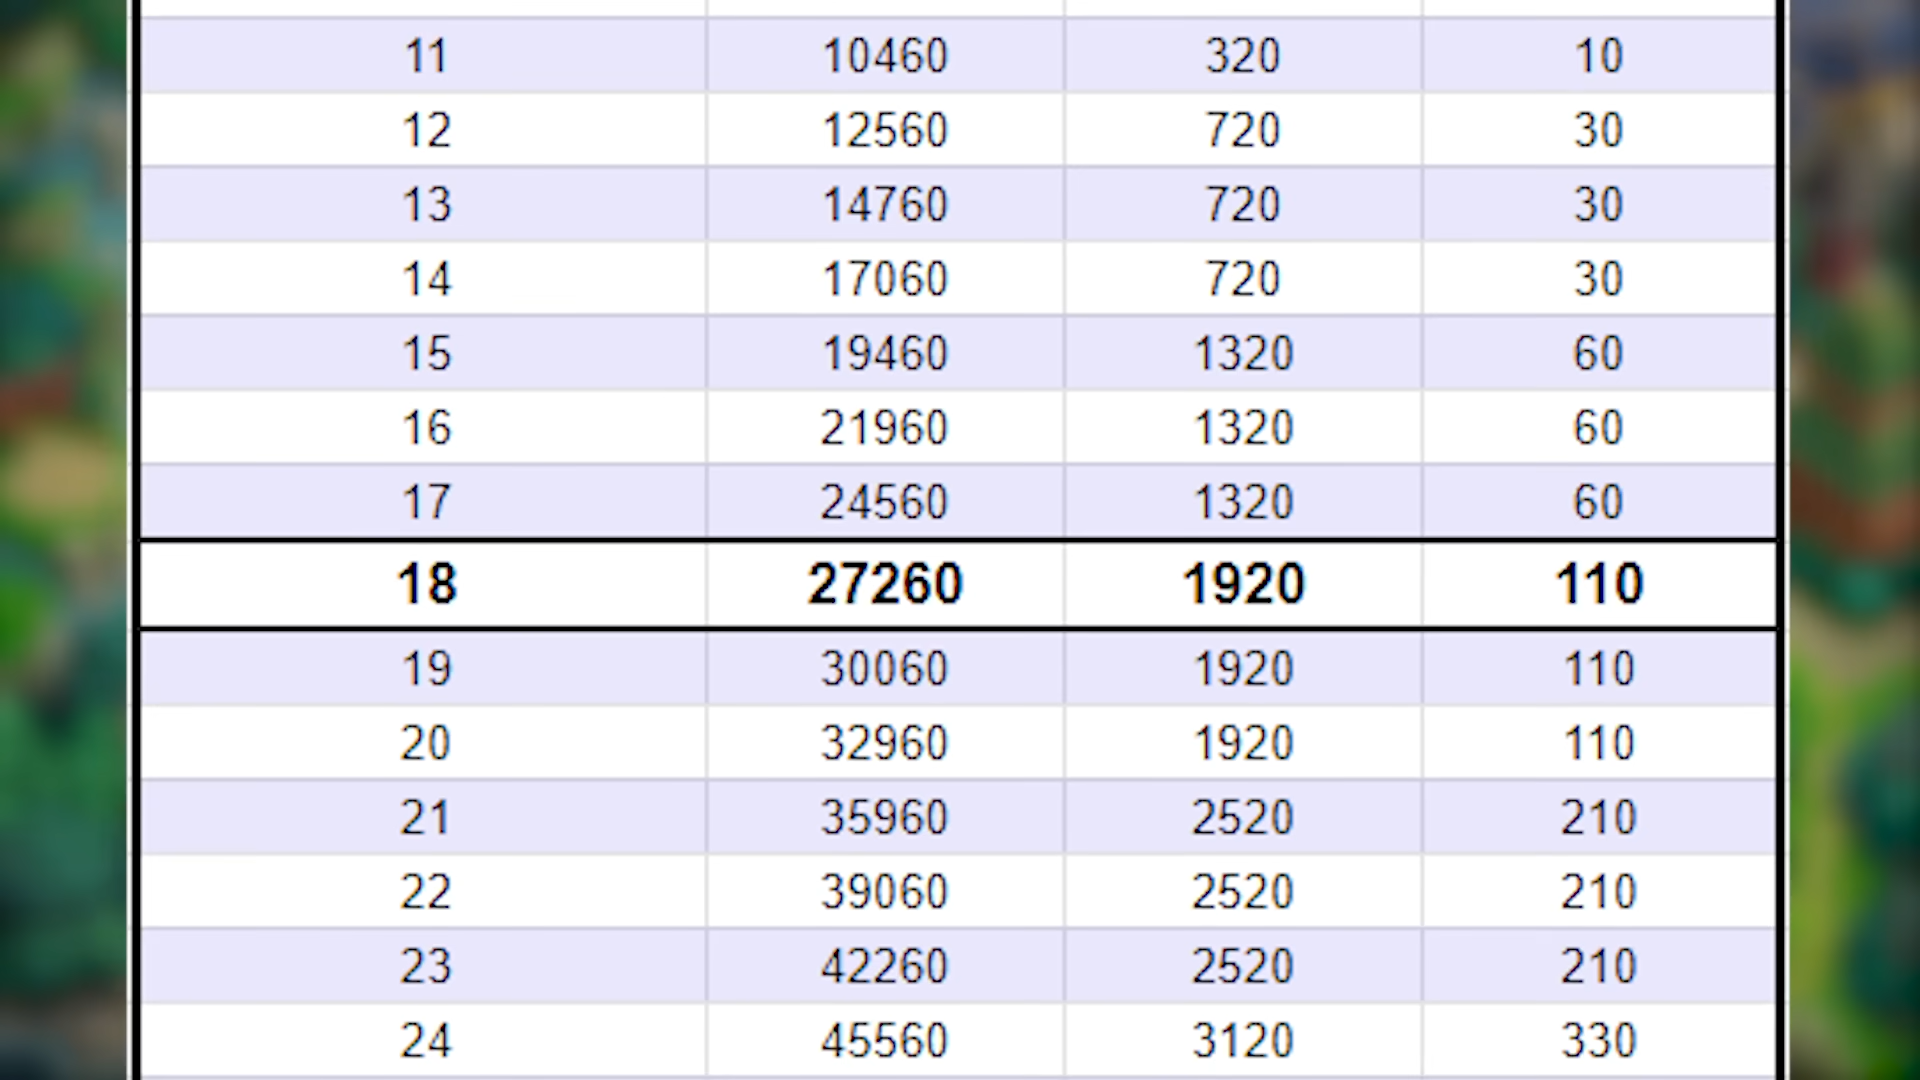 11 10460 320 10
12 12560 720 30
13 14760 720 30
14 17060 720 30
15 19460 1320 60
16 21960 1320 60
17 24560 1320 60
18 27260 1920 110
19 30060 1920 110
20 32960 1920 110
21 35960 2520 210
22 39060 2520 210
23 42260 2520 210
24 45560 3120 330